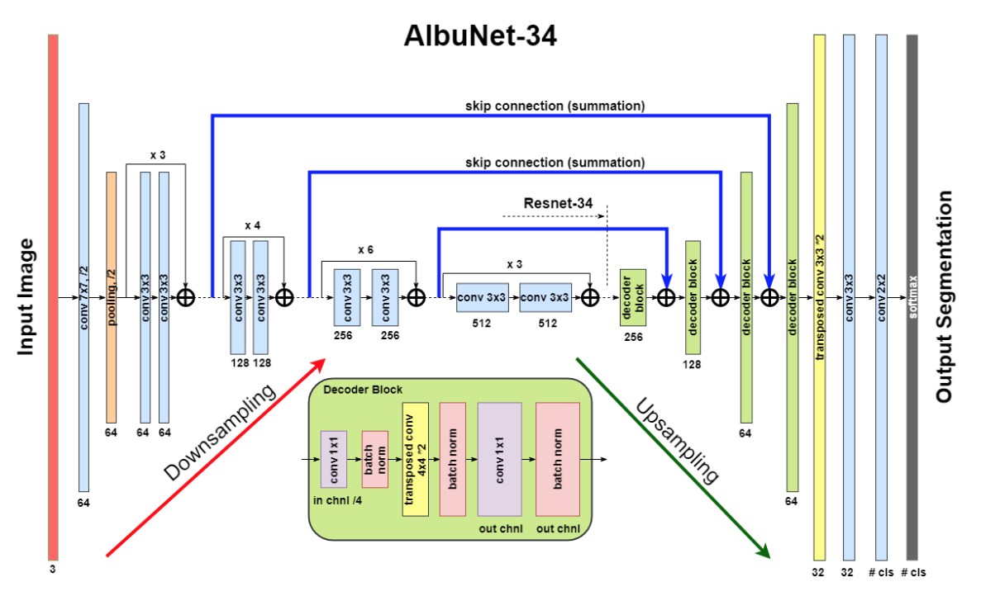 AlbuNet-34
skip connection (summation)
skip connection (summation)
Resnet-34
x 3
x 4
x 6
x 3
Input Image
conv 7x7, /2
pooling, /2
conv 3x3
conv 3x3
conv 3x3
conv 3x3
conv 3x3
conv 3x3
conv 3x3
conv 3x3
decoder block
decoder block
decoder block
decoder block
transposed conv 3x3 *2
conv 3x3
conv 2x2
softmax
Output Segmentation
3
64
64
64
64
128
128
256
256
512
512
256
128
64
64
32
32
# cls
# cls
Downsampling
Upsampling
Decoder Block
conv 1x1
batch norm
transposed conv
4x4 *2
batch norm
conv 1x1
batch norm
in chnl /4
out chnl
out chnl